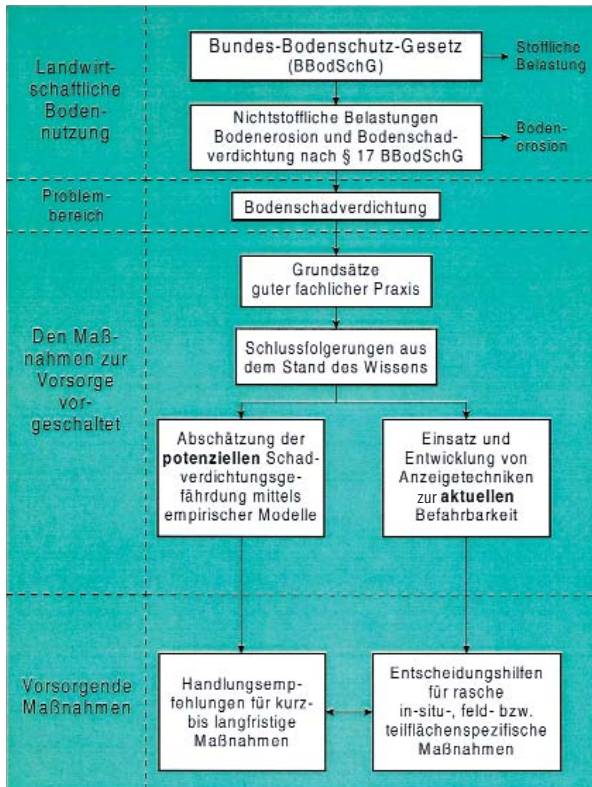 Landwirt-
schaftliche
Boden-
nutzung
Bundes-Bodenschutz-Gesetz
(BBodSchG)
Stoffliche
Belastung
Nichtstoffliche Belastungen
Bodenerosion und Bodenschad-
verdichtung nach § 17 BBodSchG
Boden-
erosion
Problem-
bereich
Bodenschadverdichtung
Den Maß-
nahmen zur
Vorsorge
vor-
geschaltet
Grundsätze
guter fachlicher Praxis
Schlussfolgerungen aus
dem Stand des Wissens
Abschätzung der
potenziellen Schad-
verdichtungsge-
fährdung mittels
empirischer Modelle
Einsatz und
Entwicklung von
Anzeigetechniken
zur aktuellen
Befahrbarkeit
Vorsorgende
Maßnahmen
Handlungsemp-
fehlungen für kurz-
bis langfristige
Maßnahmen
Entscheidungshilfen
für rasche
in-situ-, feld- bzw.
teilflächenspezifische
Maßnahmen